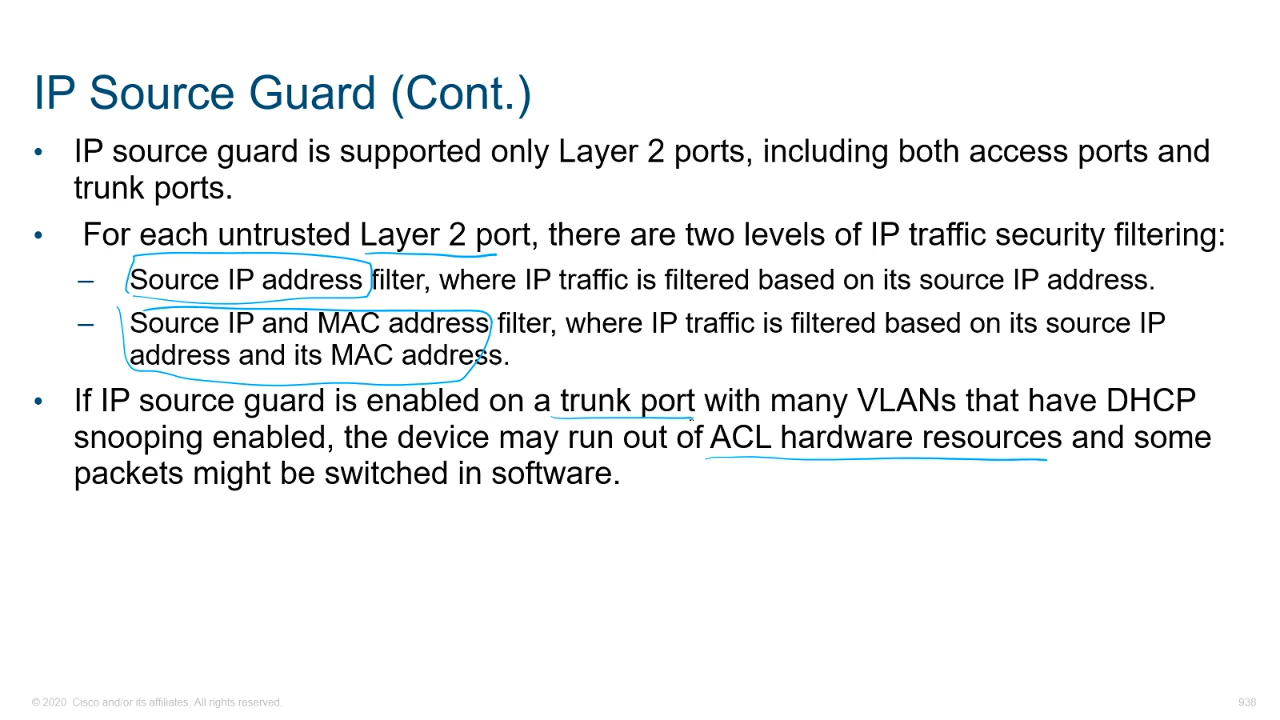 IP Source Guard (Cont.)
• IP source guard is supported only Layer 2 ports, including both access ports and
trunk ports.
• For each untrusted Layer 2 port, there are two levels of IP traffic security filtering:
– Source IP address filter, where IP traffic is filtered based on its source IP address.
– Source IP and MAC address filter, where IP traffic is filtered based on its source IP
address and its MAC address.
• If IP source guard is enabled on a trunk port with many VLANs that have DHCP
snooping enabled, the device may run out of ACL hardware resources and some
packets might be switched in software.
© 2020 Cisco and/or its affiliates. All rights reserved.
938